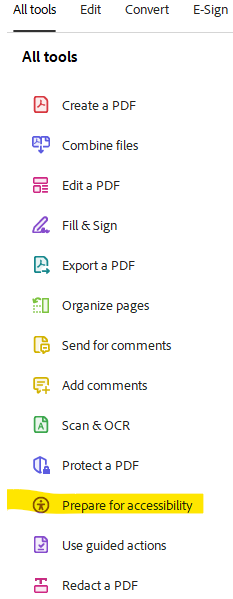 All tools Edit Convert E-Sign
All tools
Create a PDF
Combine files
Edit a PDF
Fill & Sign
Export a PDF
Organize pages
Send for comments
Add comments
Scan & OCR
Protect a PDF
Prepare for accessibility
Use guided actions
Redact a PDF